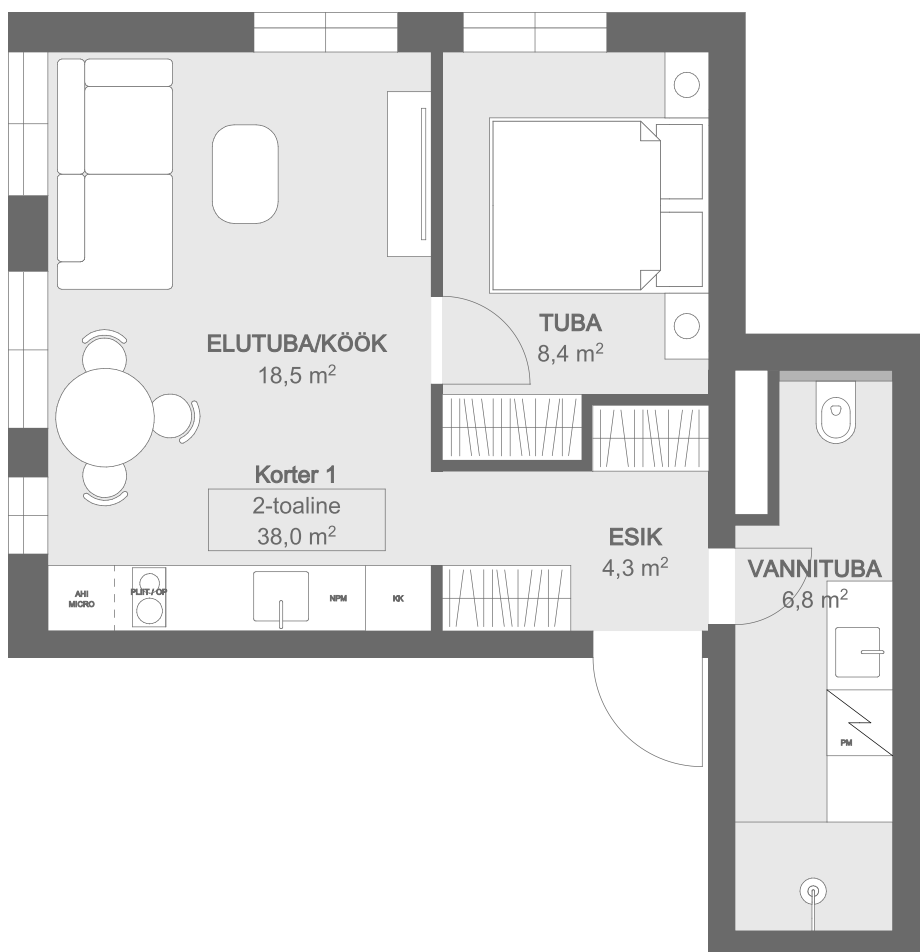 TUBA
8,4 m²
ELUTUBA/KÖÖK
18,5 m²
Korter 1
2-toaline
38,0 m²
ESIK
4,3 m²
VANNITUBA
6,8 m²
AHI
MICRO
PLIIT / OP
NPM
KK
PM